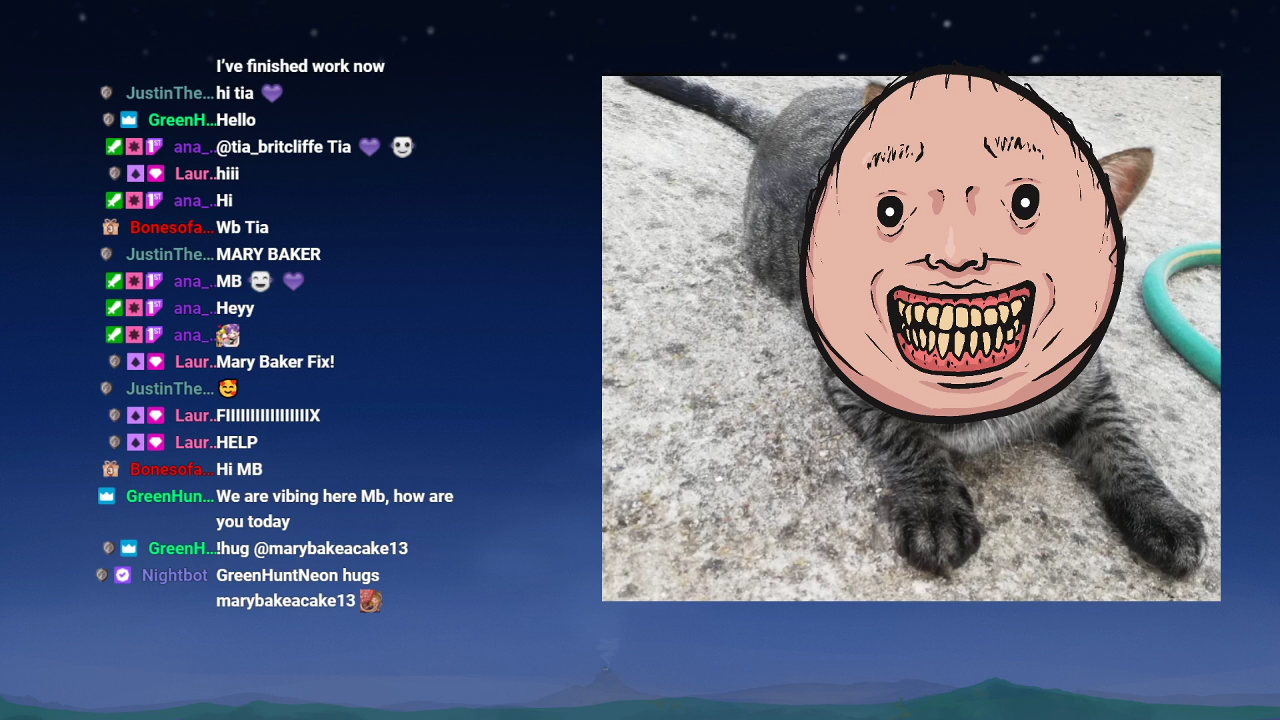 I've finished work now
JustinThe... hi tia
GreenH... Hello
ana_... @tia_britcliffe Tia
Laur... hiii
ana_... Hi
Bonesofa... Wb Tia
JustinThe... MARY BAKER
ana_... MB
ana_... Heyy
ana_...
Laur... Mary Baker Fix!
JustinThe...
Laur... FIIIIIIIIIIIIIIIIIX
Laur... HELP
Bonesofa... Hi MB
GreenHun... We are vibing here Mb, how are
you today
GreenH... !hug @marybakeacake13
Nightbot GreenHuntNeon hugs
marybakeacake13